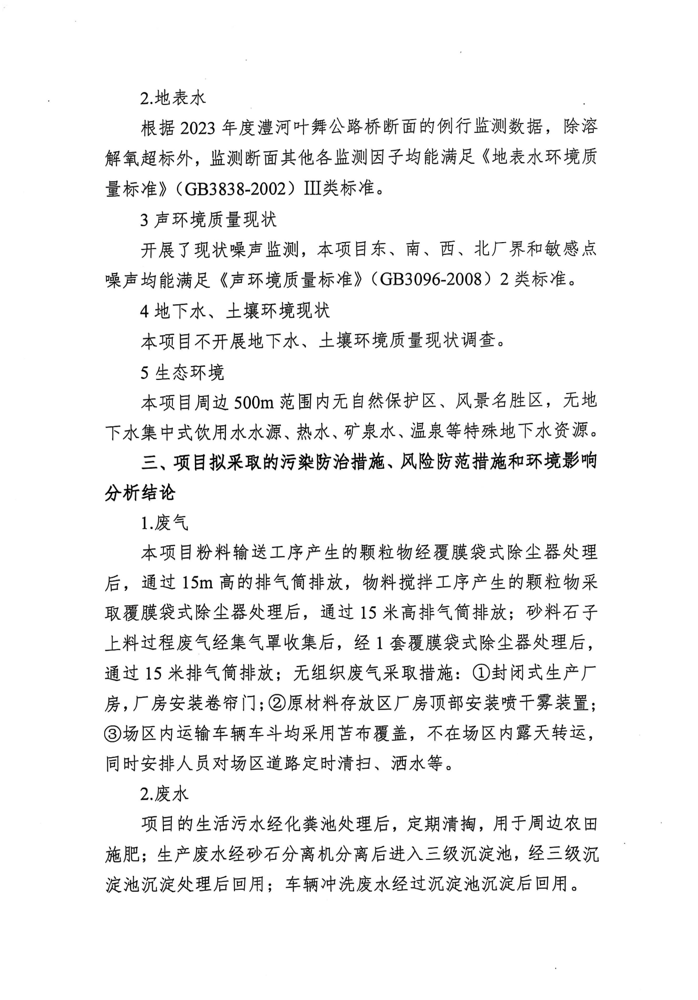 2.地表水
根据 2023 年度澧河叶舞公路桥断面的例行监测数据，除溶
解氧超标外，监测断面其他各监测因子均能满足《地表水环境质
量标准》（GB3838-2002）Ⅲ类标准。
3 声环境质量现状
开展了现状噪声监测，本项目东、南、西、北厂界和敏感点
噪声均能满足《声环境质量标准》（GB3096-2008）2 类标准。
4 地下水、土壤环境现状
本项目不开展地下水、土壤环境质量现状调查。
5 生态环境
本项目周边 500m 范围内无自然保护区、风景名胜区，无地
下水集中式饮用水水源、热水、矿泉水、温泉等特殊地下水资源。
三、项目拟采取的污染防治措施、风险防范措施和环境影响
分析结论
1.废气
本项目粉料输送工序产生的颗粒物经覆膜袋式除尘器处理
后，通过 15m 高的排气筒排放，物料搅拌工序产生的颗粒物采
取覆膜袋式除尘器处理后，通过 15 米高排气筒排放；砂料石子
上料过程废气经集气罩收集后，经 1 套覆膜袋式除尘器处理后，
通过 15 米排气筒排放；无组织废气采取措施：①封闭式生产厂
房，厂房安装卷帘门；②原材料存放区厂房顶部安装喷干雾装置；
③场区内运输车辆车斗均采用苫布覆盖，不在场区内露天转运，
同时安排人员对场区道路定时清扫、洒水等。
2.废水
项目的生活污水经化粪池处理后，定期清掏，用于周边农田
施肥；生产废水经砂石分离机分离后进入三级沉淀池，经三级沉
淀池沉淀处理后回用；车辆冲洗废水经过沉淀池沉淀后回用。